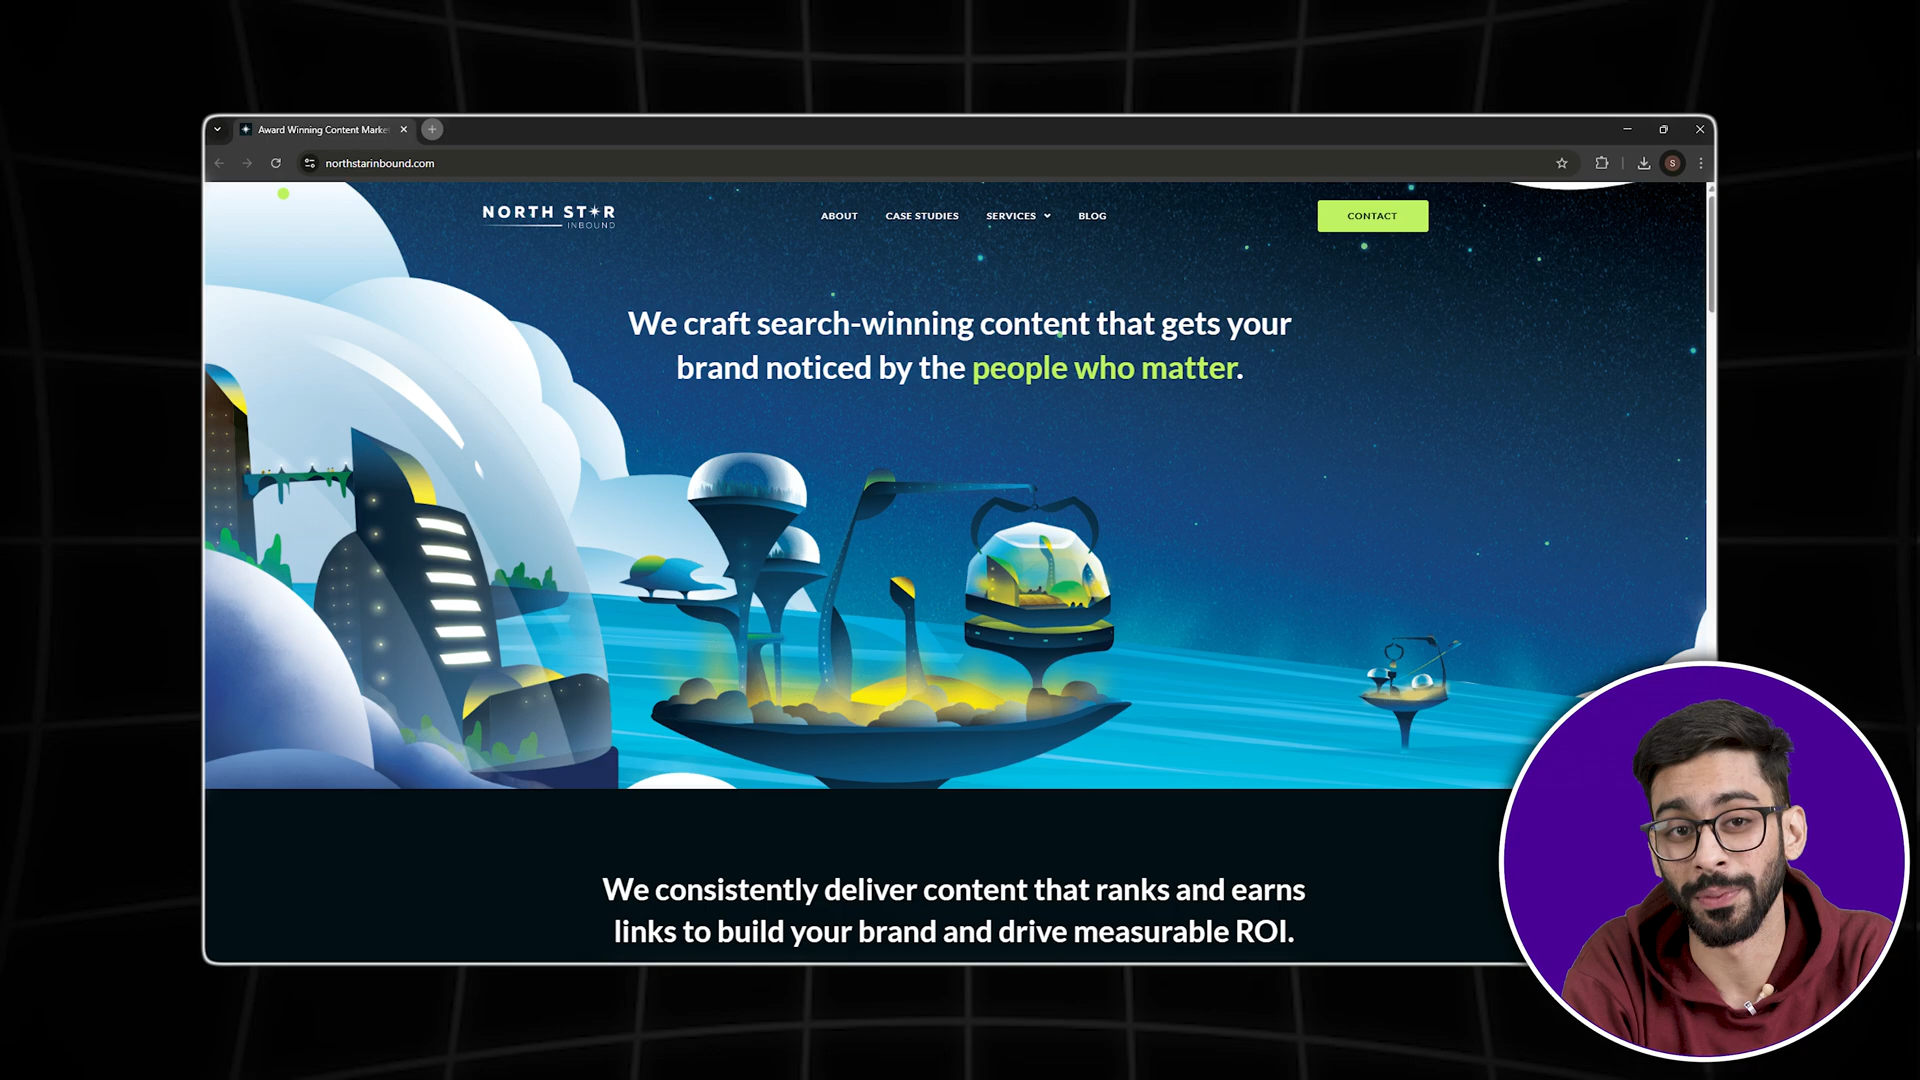 Award Winning Content Marke
northstarinbound.com
S
NORTH STAR
INBOUND
ABOUT
CASE STUDIES
SERVICES
BLOG
CONTACT
We craft search-winning content that gets your
brand noticed by the people who matter.
We consistently deliver content that ranks and earns
links to build your brand and drive measurable ROI.